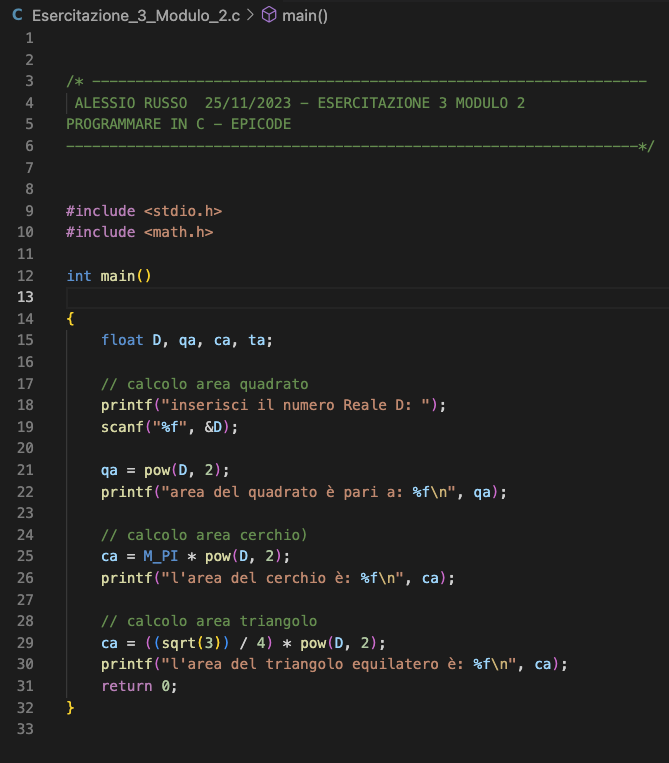 C Esercitazione_3_Modulo_2.c > main()
1
2
3 /* ----------------------------------------------------------------
4 ALESSIO RUSSO  25/11/2023 - ESERCITAZIONE 3 MODULO 2
5 PROGRAMMARE IN C - EPICODE
6 ------------------------------------------------------------------*/
7
8
9 #include <stdio.h>
10 #include <math.h>
11
12 int main()
13
14 {
15     float D, qa, ca, ta;
16
17     // calcolo area quadrato
18     printf("inserisci il numero Reale D: ");
19     scanf("%f", &D);
20
21     qa = pow(D, 2);
22     printf("area del quadrato è pari a: %f\n", qa);
23
24     // calcolo area cerchio)
25     ca = M_PI * pow(D, 2);
26     printf("l'area del cerchio è: %f\n", ca);
27
28     // calcolo area triangolo
29     ca = ((sqrt(3)) / 4) * pow(D, 2);
30     printf("l'area del triangolo equilatero è: %f\n", ca);
31     return 0;
32 }
33